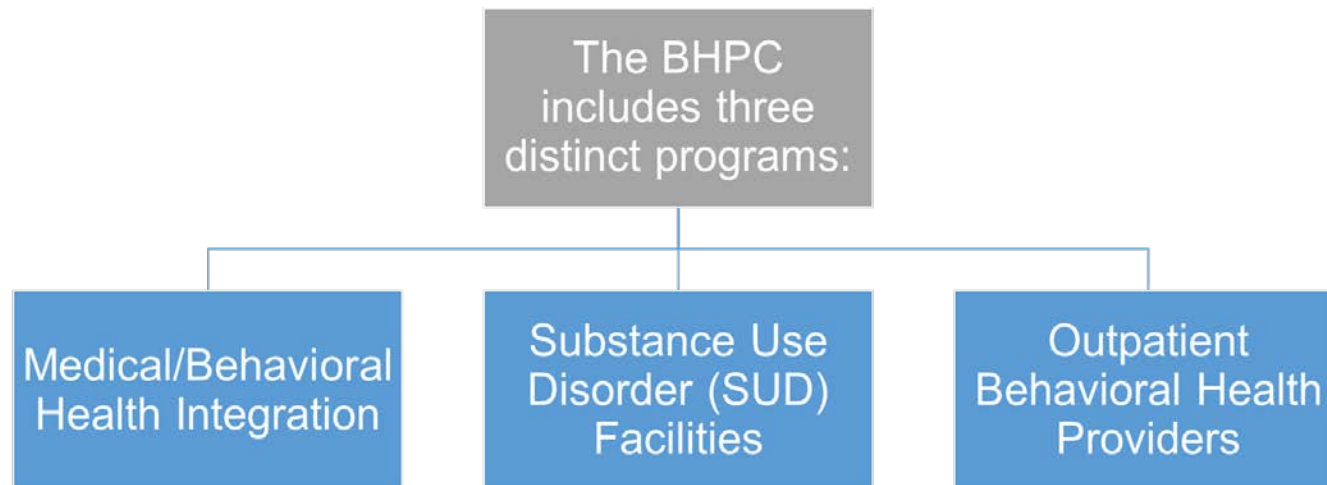 The BHPC
includes three
distinct programs:
Medical/Behavioral
Health Integration
Substance Use
Disorder (SUD)
Facilities
Outpatient
Behavioral Health
Providers